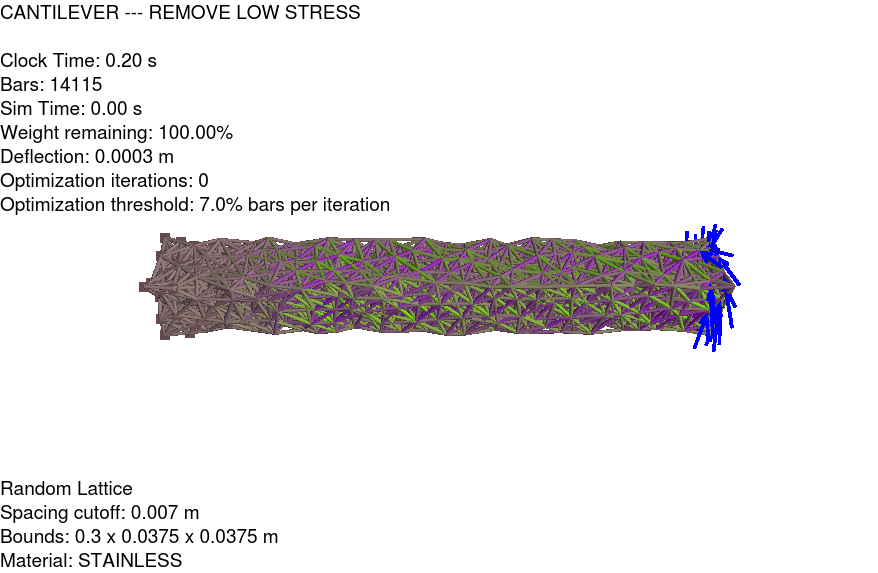 CANTILEVER --- REMOVE LOW STRESS
Clock Time: 0.20 s
Bars: 14115
Sim Time: 0.00 s
Weight remaining: 100.00%
Deflection: 0.0003 m
Optimization iterations: 0
Optimization threshold: 7.0% bars per iteration
Random Lattice
Spacing cutoff: 0.007 m
Bounds: 0.3 x 0.0375 x 0.0375 m
Material: STAINLESS